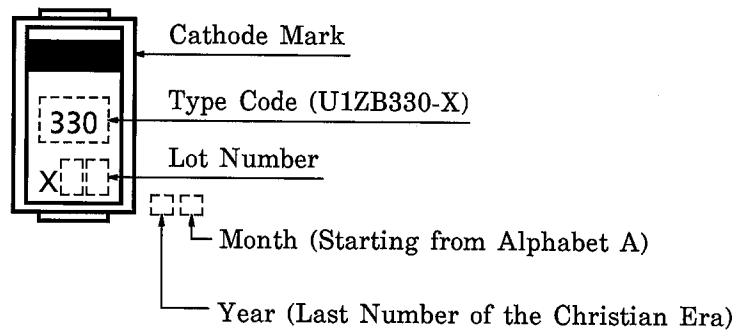 Cathode Mark
Type Code (U1ZB330-X)
330
Lot Number
X
Month (Starting from Alphabet A)
Year (Last Number of the Christian Era)